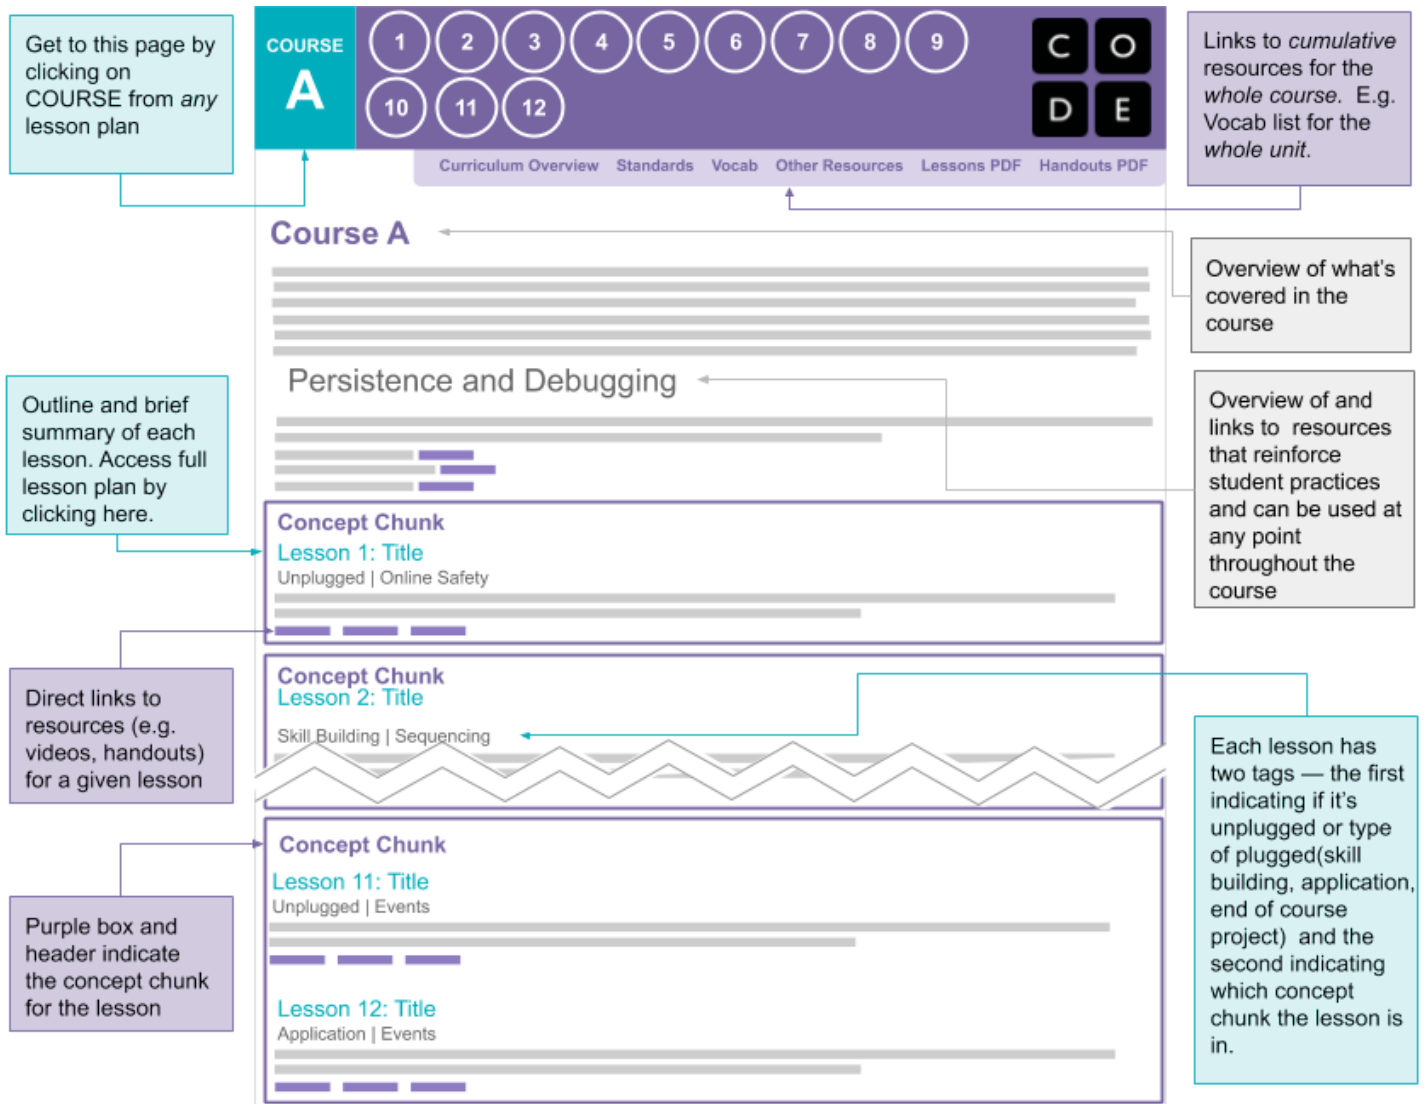 Get to this page by
clicking on
COURSE from any
lesson plan
COURSE
A
1 2 3 4 5 6 7 8 9
10 11 12
C O
D E
Curriculum Overview Standards Vocab Other Resources Lessons PDF Handouts PDF
Links to cumulative
resources for the
whole course. E.g.
Vocab list for the
whole unit.
Course A
Overview of what's
covered in the
course
Persistence and Debugging
Overview of and
links to resources
that reinforce
student practices
and can be used at
any point
throughout the
course
Outline and brief
summary of each
lesson. Access full
lesson plan by
clicking here.
Concept Chunk
Lesson 1: Title
Unplugged | Online Safety
Direct links to
resources (e.g.
videos, handouts)
for a given lesson
Concept Chunk
Lesson 2: Title
Skill Building | Sequencing
Each lesson has
two tags — the first
indicating if it's
unplugged or type
of plugged(skill
building, application,
end of course
project) and the
second indicating
which concept
chunk the lesson is
in.
Purple box and
header indicate
the concept chunk
for the lesson
Concept Chunk
Lesson 11: Title
Unplugged | Events
Lesson 12: Title
Application | Events